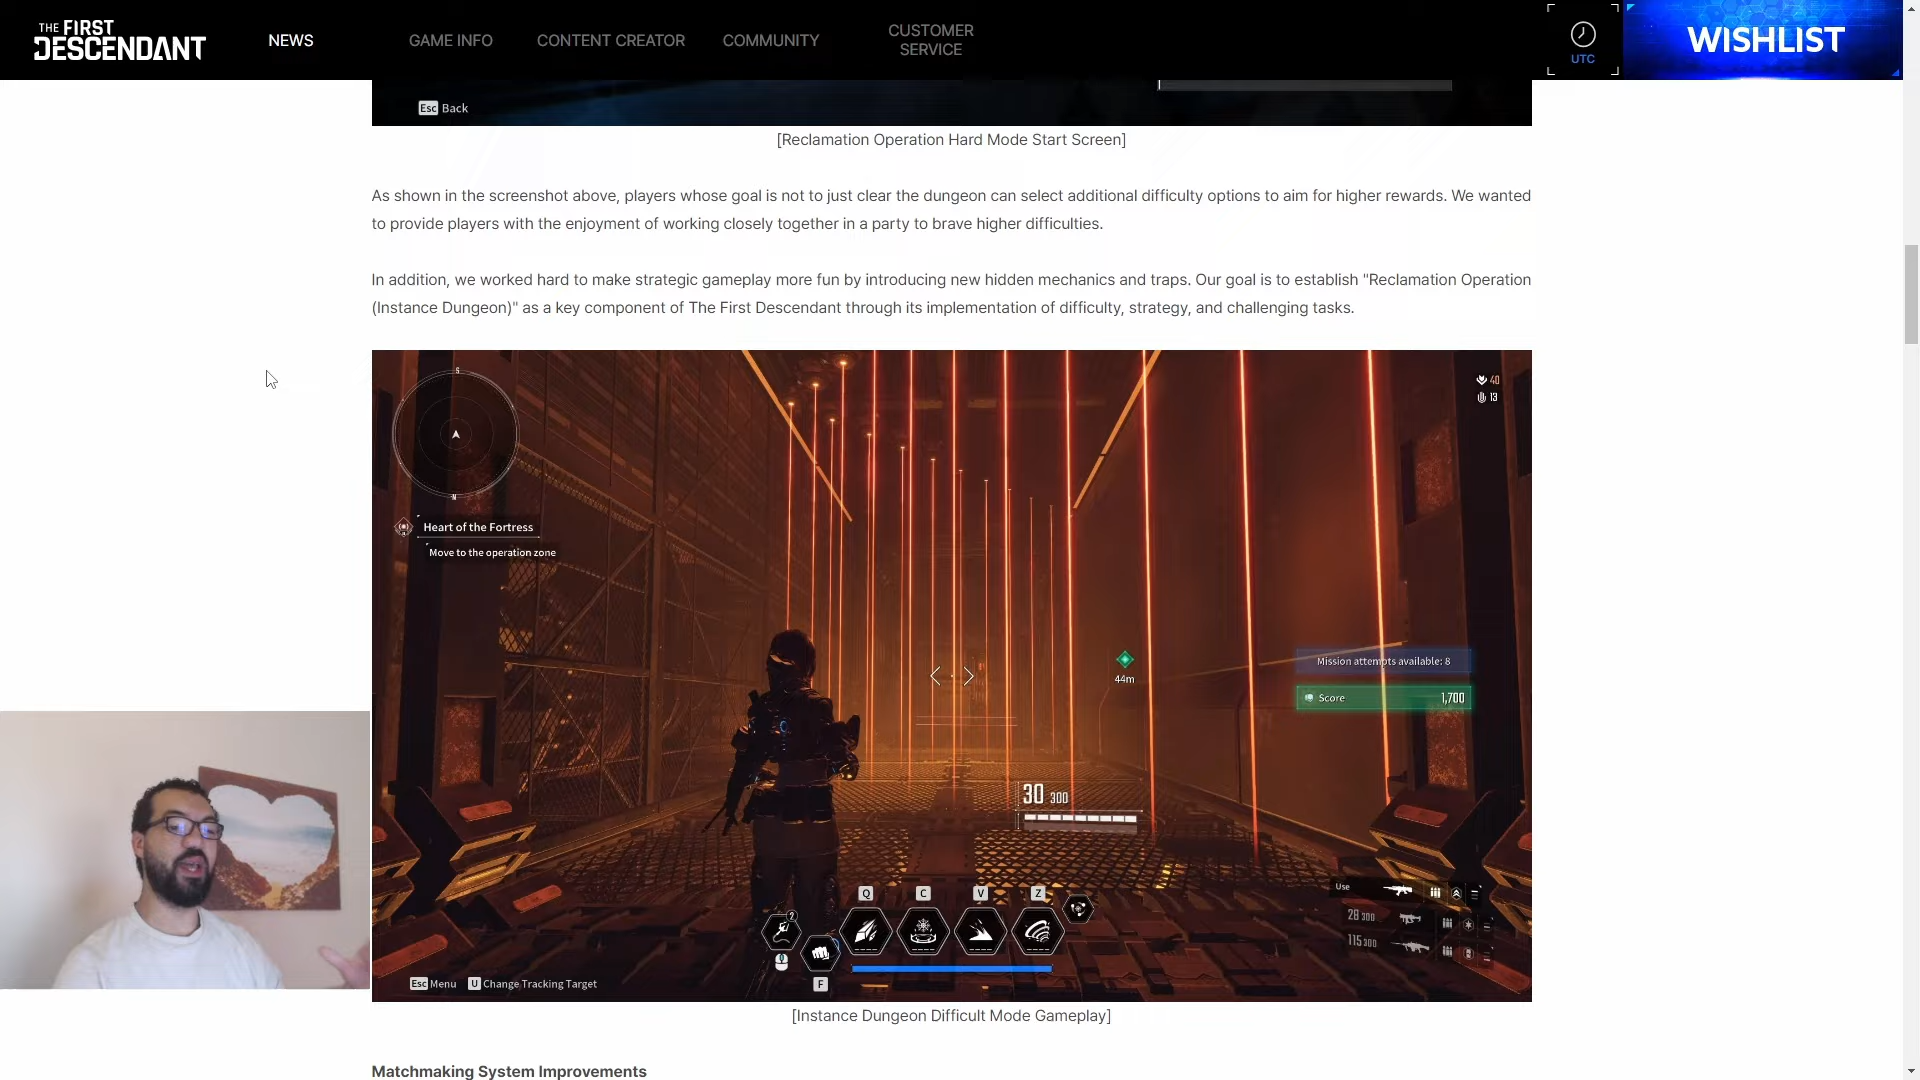 THE FIRST
DESCENDANT
NEWS
GAME INFO
CONTENT CREATOR
COMMUNITY
CUSTOMER
SERVICE
UTC
WISHLIST
Esc Back
[Reclamation Operation Hard Mode Start Screen]
As shown in the screenshot above, players whose goal is not to just clear the dungeon can select additional difficulty options to aim for higher rewards. We wanted
to provide players with the enjoyment of working closely together in a party to brave higher difficulties.
In addition, we worked hard to make strategic gameplay more fun by introducing new hidden mechanics and traps. Our goal is to establish "Reclamation Operation
(Instance Dungeon)" as a key component of The First Descendant through its implementation of difficulty, strategy, and challenging tasks.
S
40
13
N
Heart of the Fortress
Move to the operation zone
44m
Mission attempts available: 8
Score 1,700
30 300
Q C V Z
Use
28 300
115 300
2
F
Esc Menu U Change Tracking Target
[Instance Dungeon Difficult Mode Gameplay]
Matchmaking System Improvements